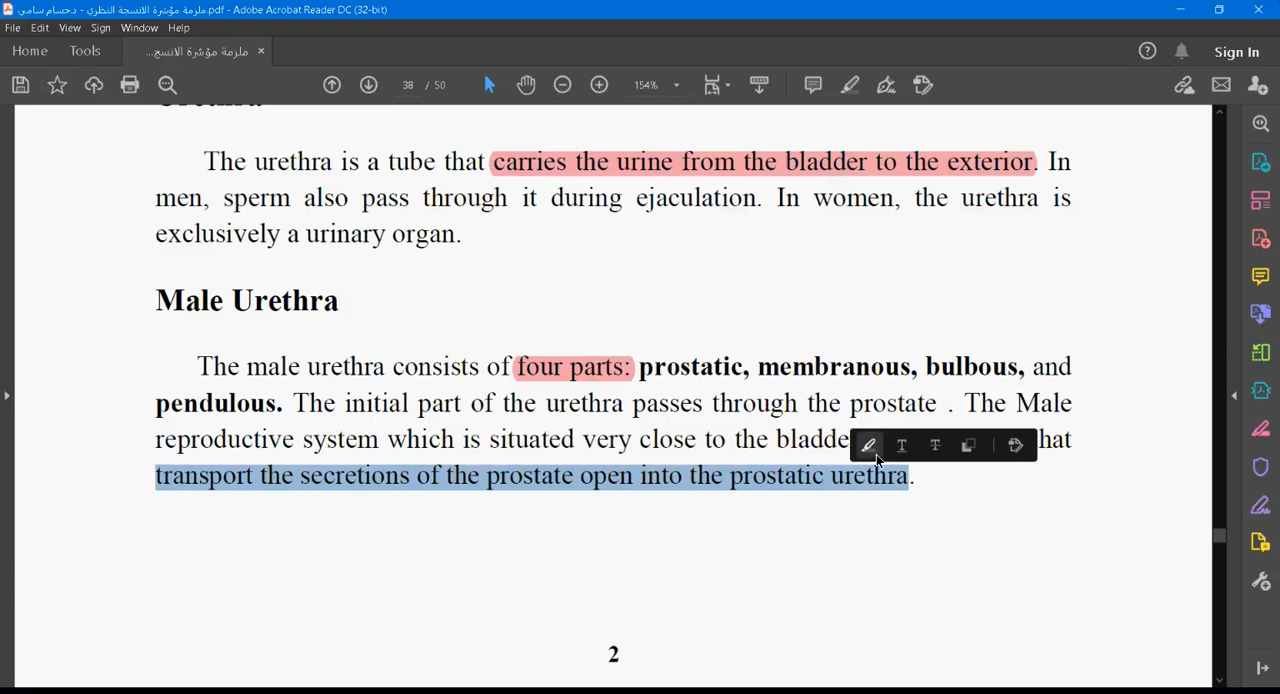 ملزمة مؤشرة الانسجة النظري - د.حسام سامي.pdf - Adobe Acrobat Reader DC (32-bit)
File Edit View Sign Window Help
Home Tools ملزمة مؤشرة الانسج... × Sign In
38 / 50 154%
The urethra is a tube that carries the urine from the bladder to the exterior. In
men, sperm also pass through it during ejaculation. In women, the urethra is
exclusively a urinary organ.
Male Urethra
The male urethra consists of four parts: prostatic, membranous, bulbous, and
pendulous. The initial part of the urethra passes through the prostate . The Male
reproductive system which is situated very close to the bladde hat
transport the secretions of the prostate open into the prostatic urethra.
2